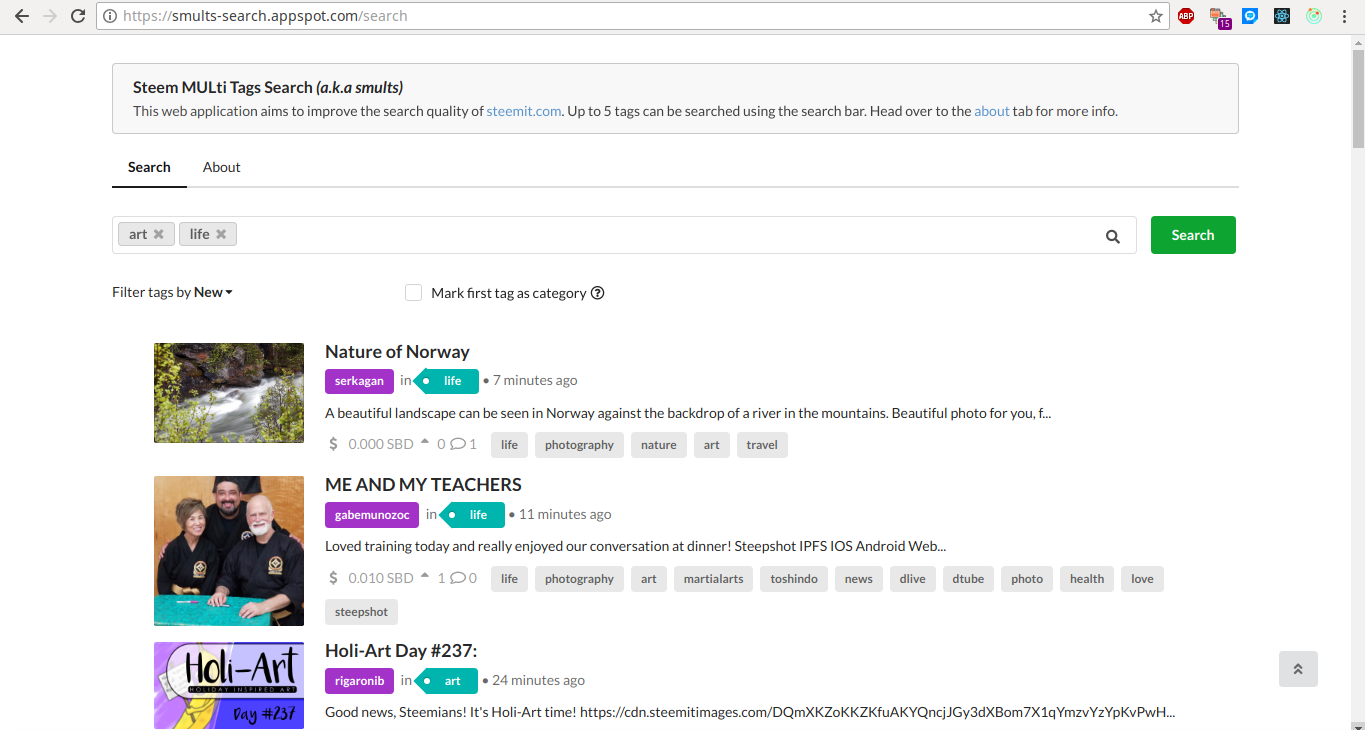 https://smults-search.appspot.com/search
ABP
15
Steem MULti Tags Search (a.k.a smults)
This web application aims to improve the search quality of steemit.com. Up to 5 tags can be searched using the search bar. Head over to the about tab for more info.
Search About
art life
Search
Filter tags by New
Mark first tag as category
Nature of Norway
serkagan in life • 7 minutes ago
A beautiful landscape can be seen in Norway against the backdrop of a river in the mountains. Beautiful photo for you, f...
$ 0.000 SBD 0 1 life photography nature art travel
ME AND MY TEACHERS
gabemunozoc in life • 11 minutes ago
Loved training today and really enjoyed our conversation at dinner! Steepshot IPFS IOS Android Web...
$ 0.010 SBD 1 0 life photography art martialarts toshindo news dlive dtube photo health love
steepshot
Holi-Art
HOLIDAY INSPIRED ART
Day #237
Holi-Art Day #237:
rigaronib in art • 24 minutes ago
Good news, Steemians! It's Holi-Art time! https://cdn.steemitimages.com/DQmXKZoKKZKfuAKYQncjJGy3dXBom7X1qYmzvYzYpKvPwH...